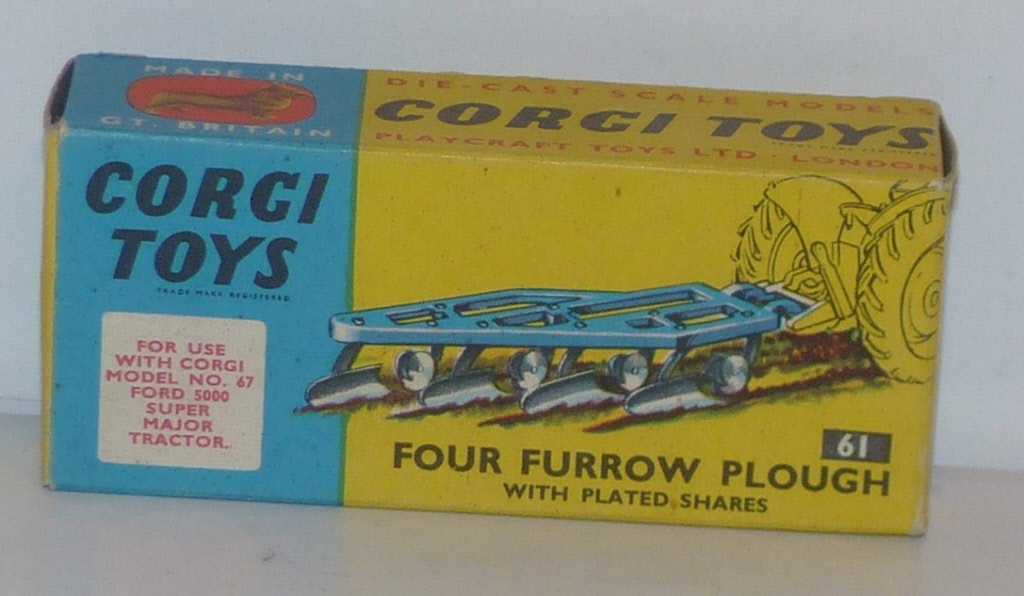 MADE IN
GT. BRITAIN
DIE-CAST SCALE MODELS
CORGI TOYS
PLAYCRAFT TOYS LTD · LONDON
CORGI
TOYS
TRADE MARK REGISTERED
FOR USE
WITH CORGI
MODEL NO. 67
FORD 5000
SUPER
MAJOR
TRACTOR.
61
FOUR FURROW PLOUGH
WITH PLATED SHARES